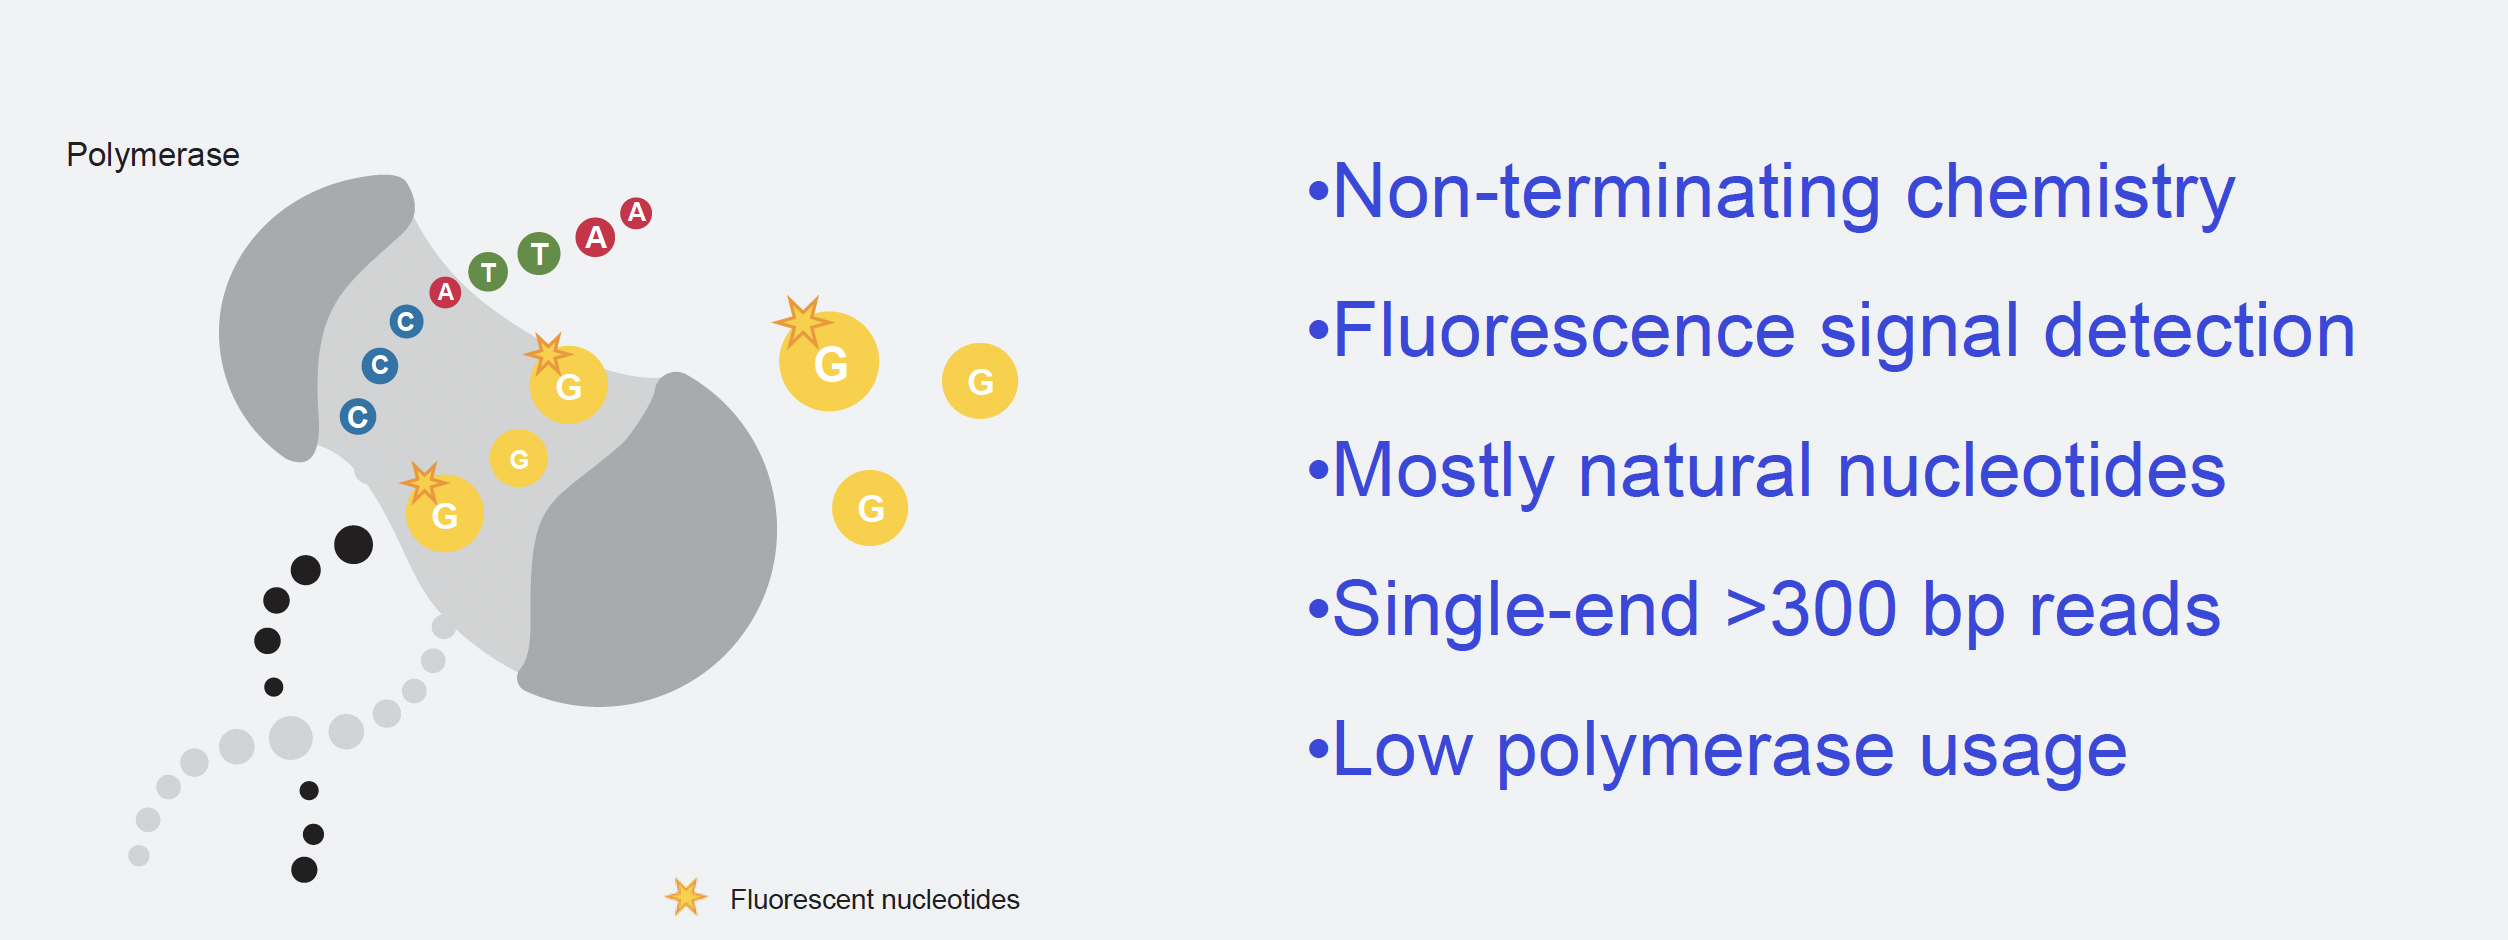 Polymerase
A
A
T
T
A
C
C
C
G
G
G
G
G
G
Fluorescent nucleotides
•Non-terminating chemistry
•Fluorescence signal detection
•Mostly natural nucleotides
•Single-end >300 bp reads
•Low polymerase usage